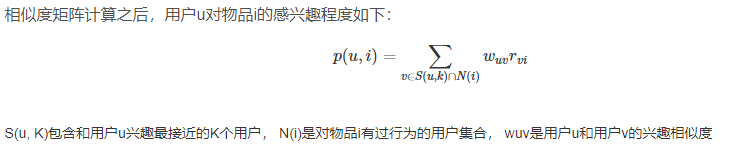 相似度矩阵计算之后，用户u对物品i的感兴趣程度如下：
p(u, i) = ∑_{v∈S(u,k)∩N(i)} w_{uv}r_{vi}
S(u, K)包含和用户u兴趣最接近的K个用户， N(i)是对物品i有过行为的用户集合， wuv是用户u和用户v的兴趣相似度